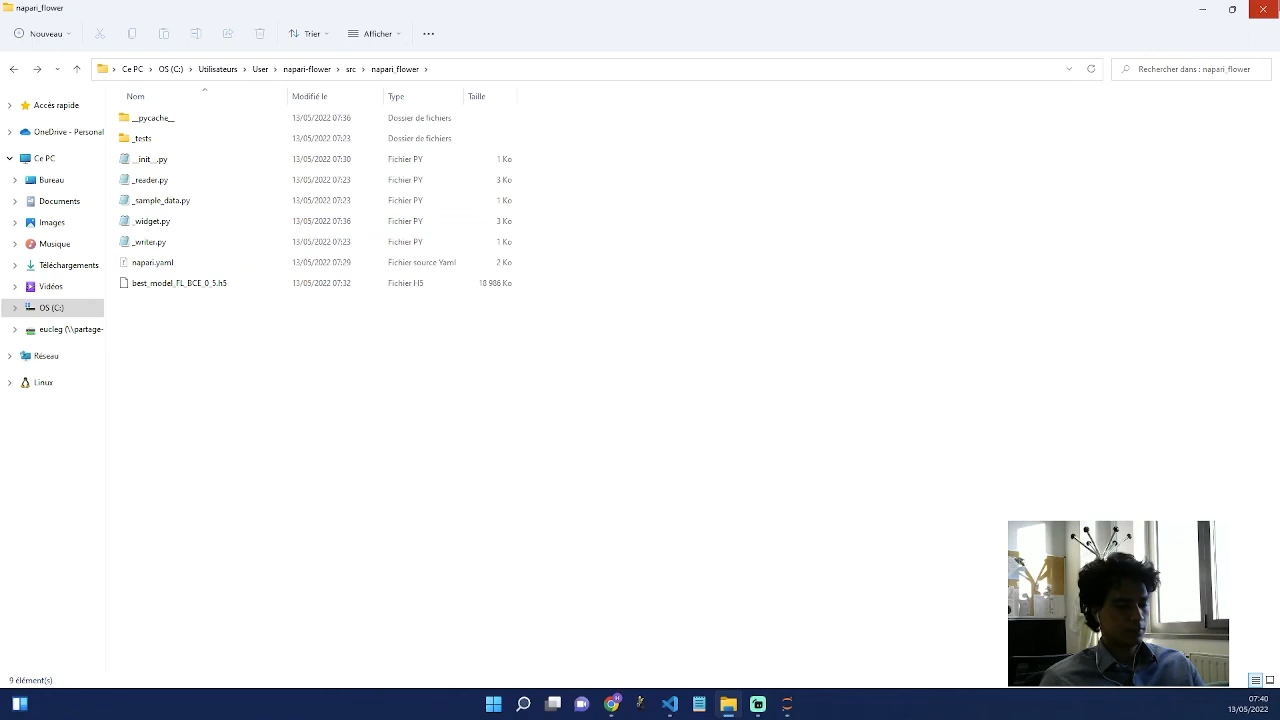 napari_flower
Nouveau
Trier
Afficher
Ce PC
OS (C:)
Utilisateurs
User
napari-flower
src
napari_flower
Rechercher dans : napari_flower
Nom Modifié le Type Taille
Accès rapide
OneDrive - Personal
Ce PC
Bureau
Documents
Images
Musique
Téléchargements
Vidéos
OS (C:)
eucleg (\\partage-
Réseau
Linux
__pycache__ 13/05/2022 07:36 Dossier de fichiers
_tests 13/05/2022 07:23 Dossier de fichiers
__init__.py 13/05/2022 07:30 Fichier PY 1 Ko
_reader.py 13/05/2022 07:23 Fichier PY 3 Ko
_sample_data.py 13/05/2022 07:23 Fichier PY 1 Ko
_widget.py 13/05/2022 07:36 Fichier PY 3 Ko
_writer.py 13/05/2022 07:23 Fichier PY 1 Ko
napari.yaml 13/05/2022 07:29 Fichier source Yaml 2 Ko
best_model_FL_BCE_0_5.h5 13/05/2022 07:32 Fichier H5 18 986 Ko
9 élément(s)
07:40
13/05/2022